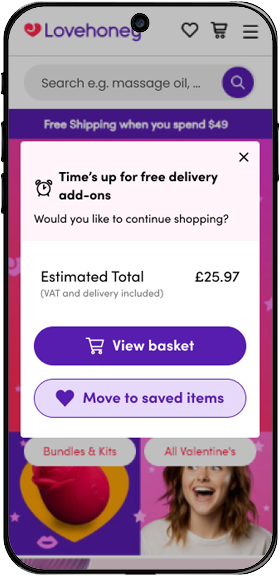 Lovehoney
Search e.g. massage oil, ...
Free Shipping when you spend $49
Time's up for free delivery
add-ons
Would you like to continue shopping?
Estimated Total £25.97
(VAT and delivery included)
View basket
Move to saved items
Bundles & Kits All Valentine's